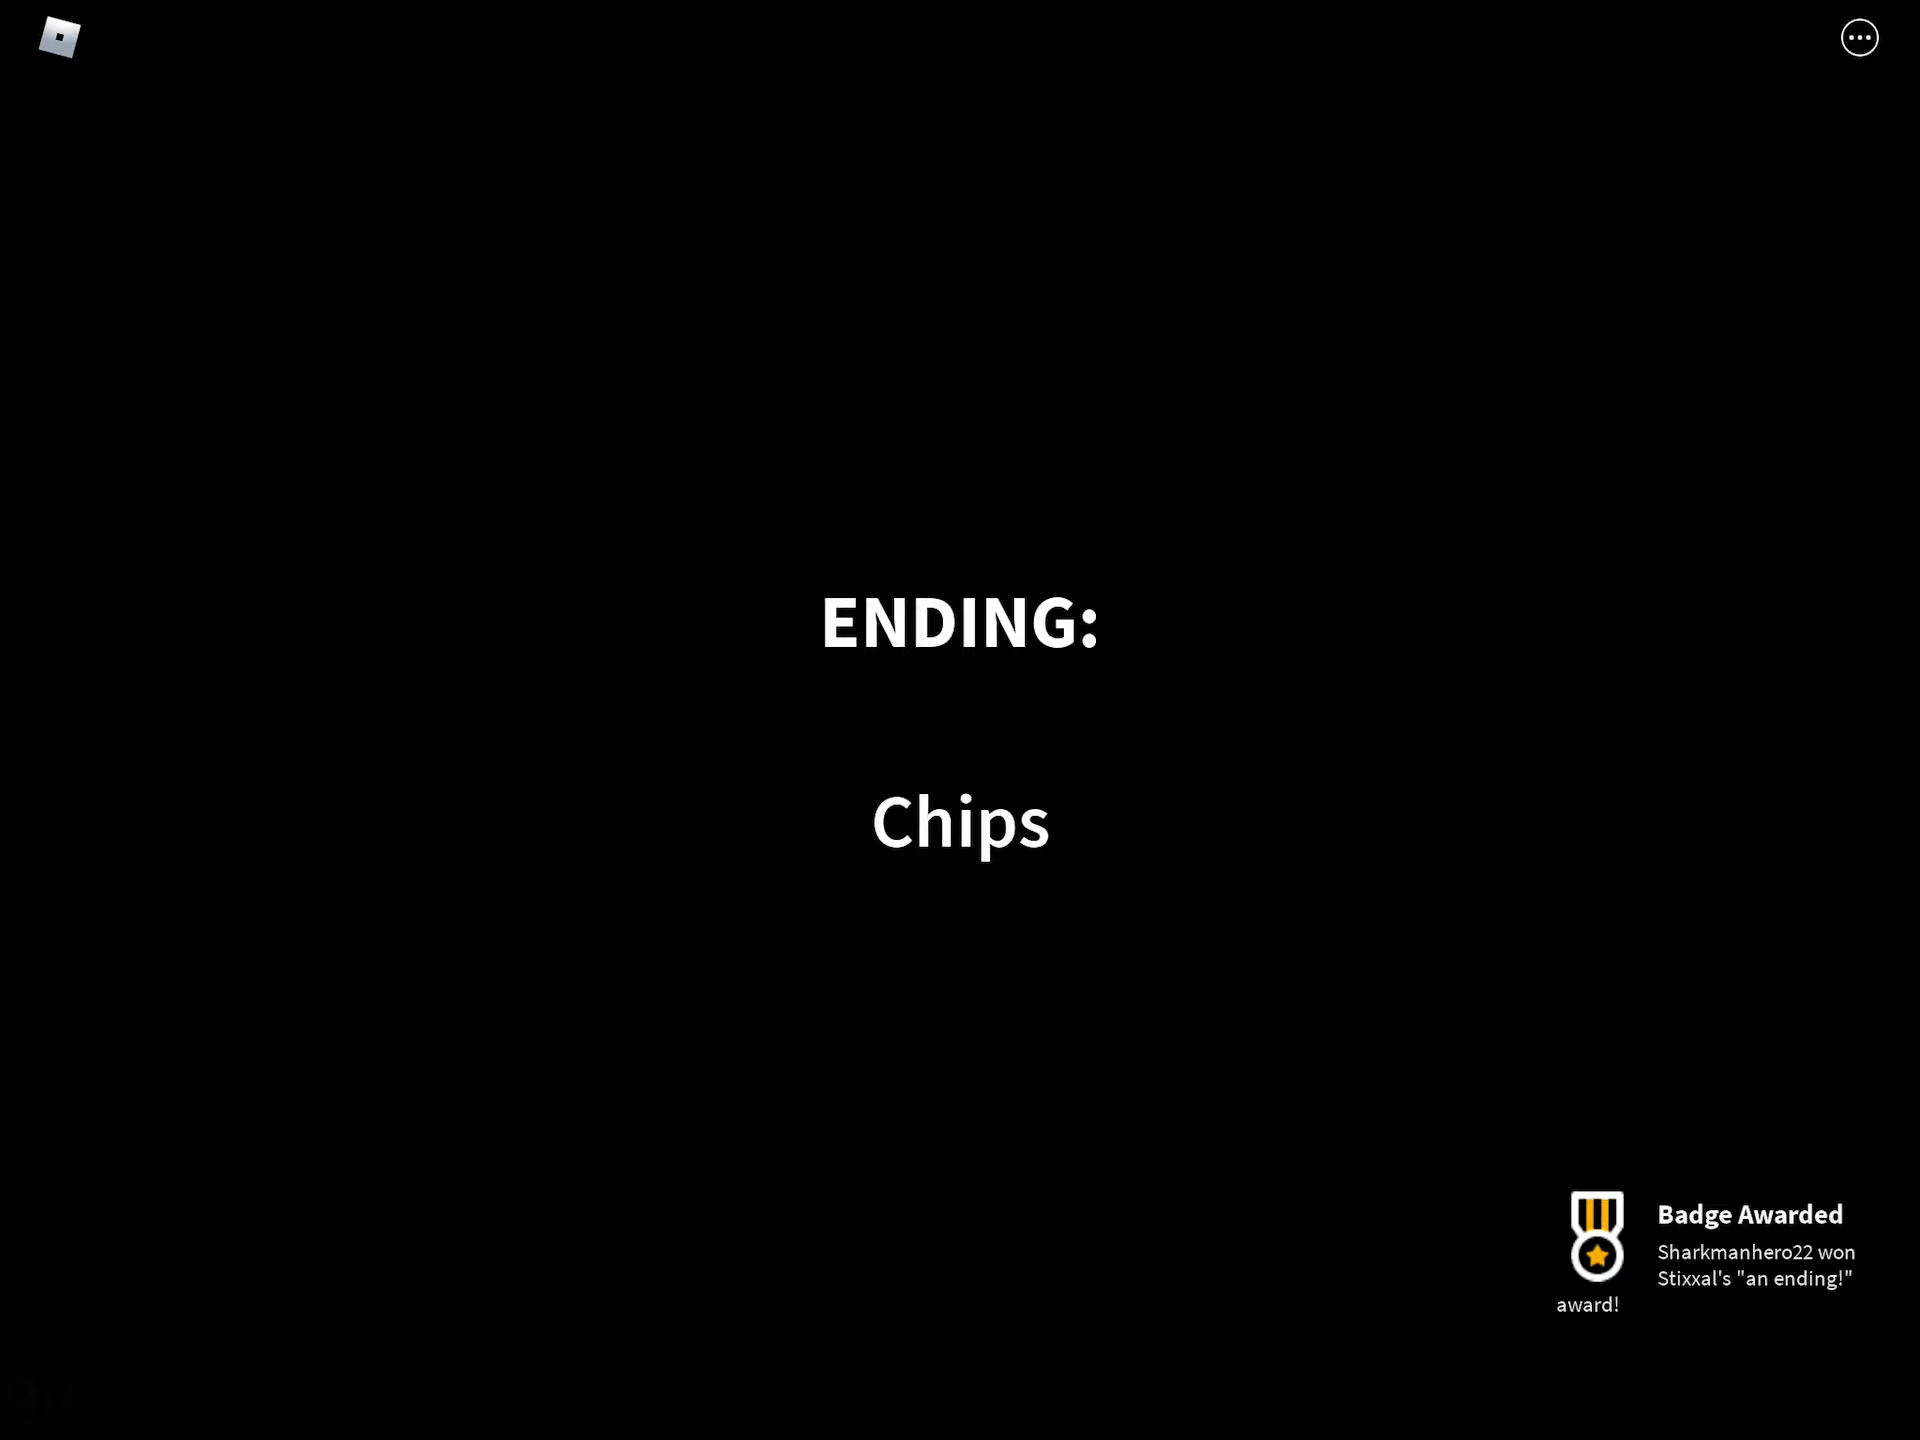 ENDING:
Chips
Badge Awarded
Sharkmanhero22 won
Stixxal's "an ending!"
award!